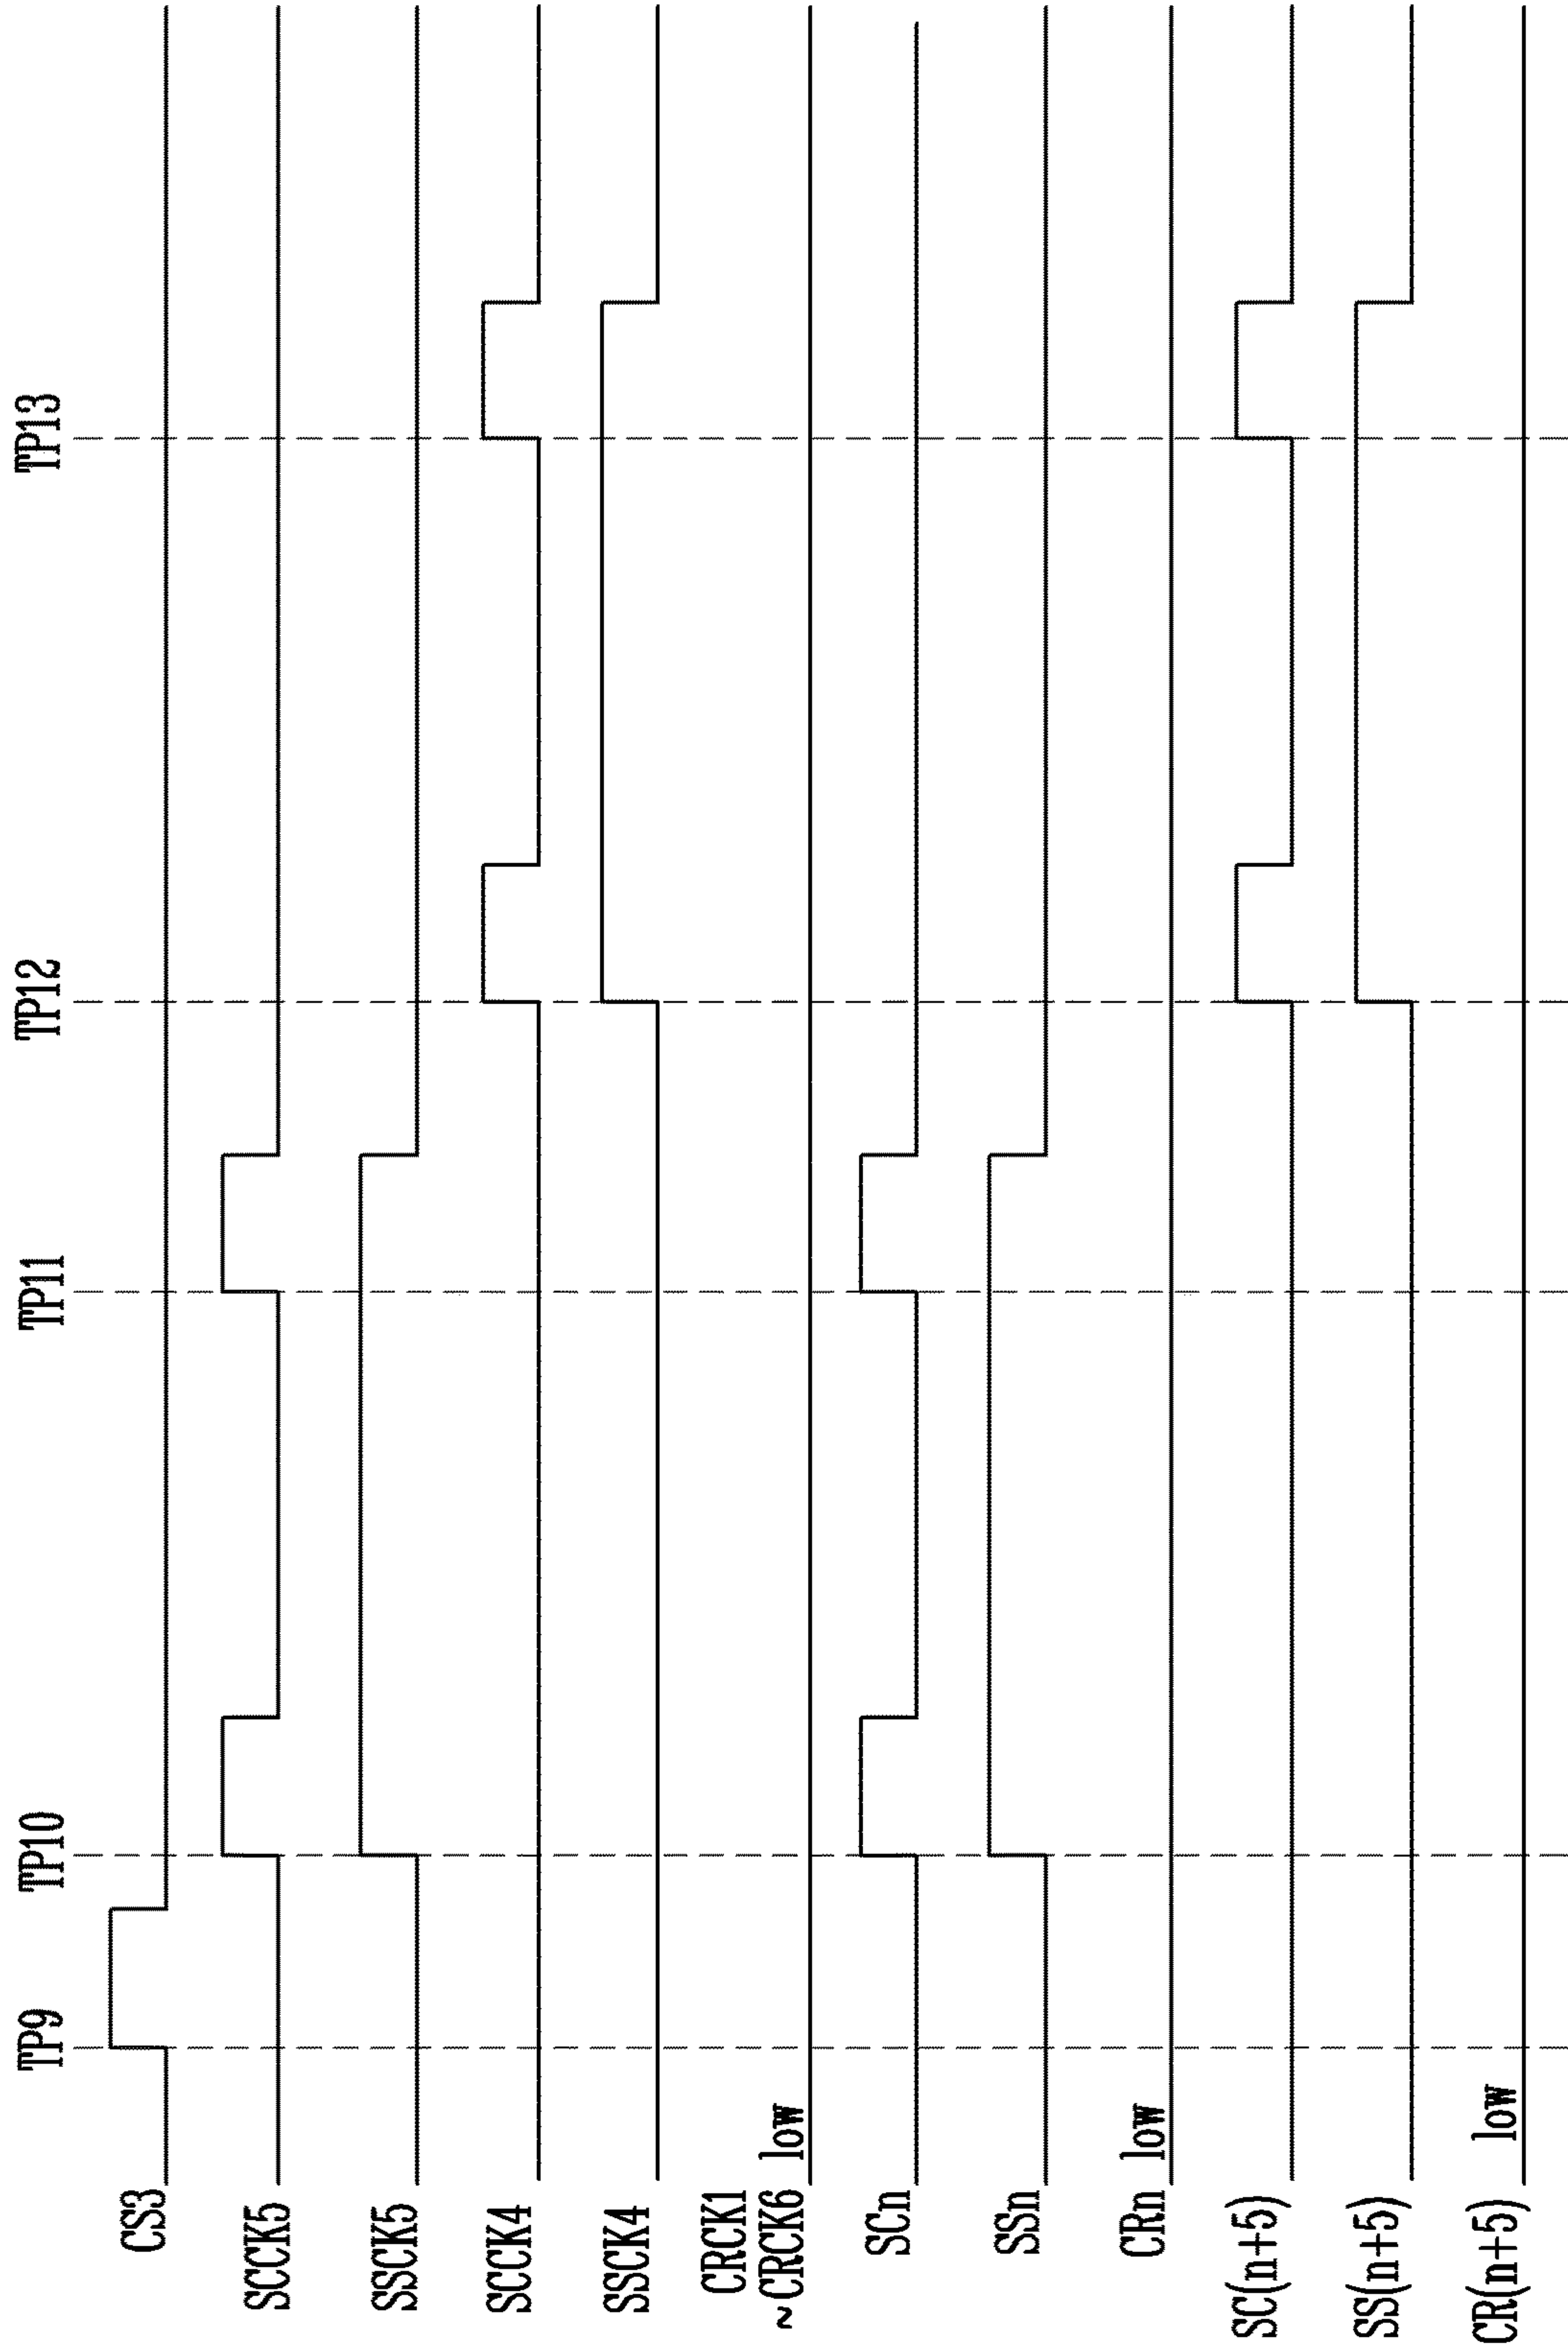 TP9
TP10
TP11
TP12
TP13
CS3
SCCK5
SSCK5
SCCK4
SSCK4
CRCK1
~CRCK6 low
SCn
SSn
CRn low
SC(n+5)
SS(n+5)
CR(n+5) low